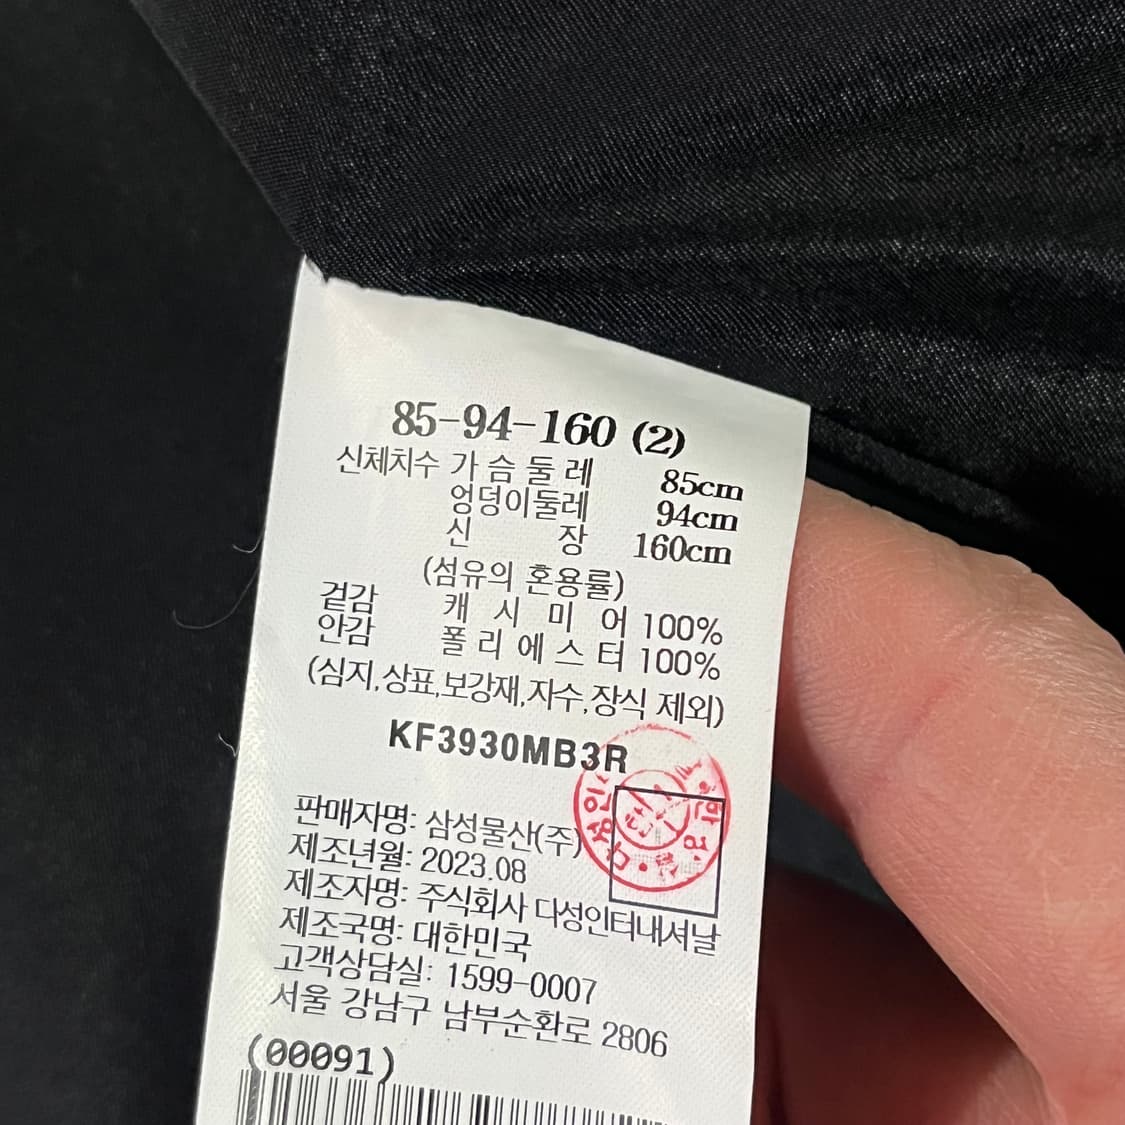 85-94-160 (2)
신체치수 가슴둘레 85cm
엉덩이둘레 94cm
신장 160cm
(섬유의 혼용률)
겉감 캐시미어 100%
안감 폴리에스터 100%
(심지,상표,보강재,자수,장식 제외)
KF3930MB3R
판매자명: 삼성물산(주)
제조년월: 2023.08
제조자명: 주식회사 다성인터내셔날
제조국명: 대한민국
고객상담실: 1599-0007
서울 강남구 남부순환로 2806
(00091)